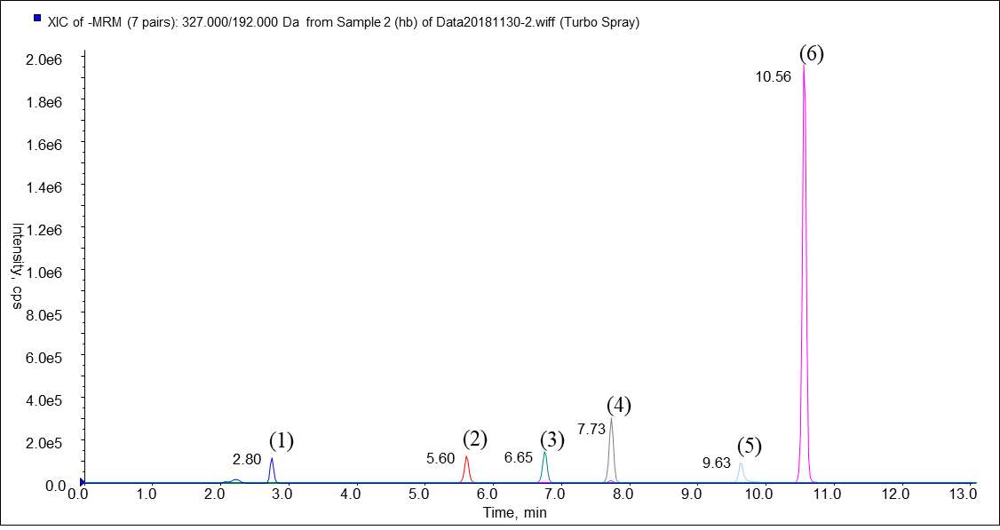 XIC of -MRM (7 pairs): 327.000/192.000 Da from Sample 2 (hb) of Data20181130-2.wiff (Turbo Spray)
(6)
2.0e6
10.56
1.8e6
1.6e6
1.4e6
1.2e6
Intensity, cps
1.0e6
8.0e5
6.0e5
4.0e5
(4)
7.73
2.0e5
(1)
(2)
(3)
(5)
2.80
5.60
6.65
9.63
0.0
0.0 1.0 2.0 3.0 4.0 5.0 6.0 7.0 8.0 9.0 10.0 11.0 12.0 13.0
Time, min